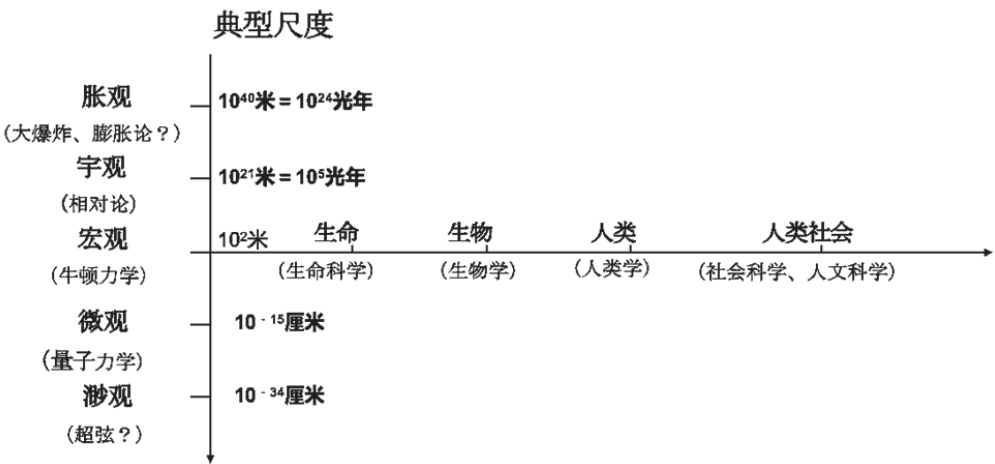 典型尺度
胀观
10⁴⁰米 = 10²⁴光年
(大爆炸、膨胀论?)
宇观
10²¹米 = 10⁵光年
(相对论)
宏观
10²米
生命
生物
人类
人类社会
(牛顿力学)
(生命科学)
(生物学)
(人类学)
(社会科学、人文科学)
微观
10⁻¹⁵厘米
(量子力学)
渺观
10⁻³⁴厘米
(超弦?)